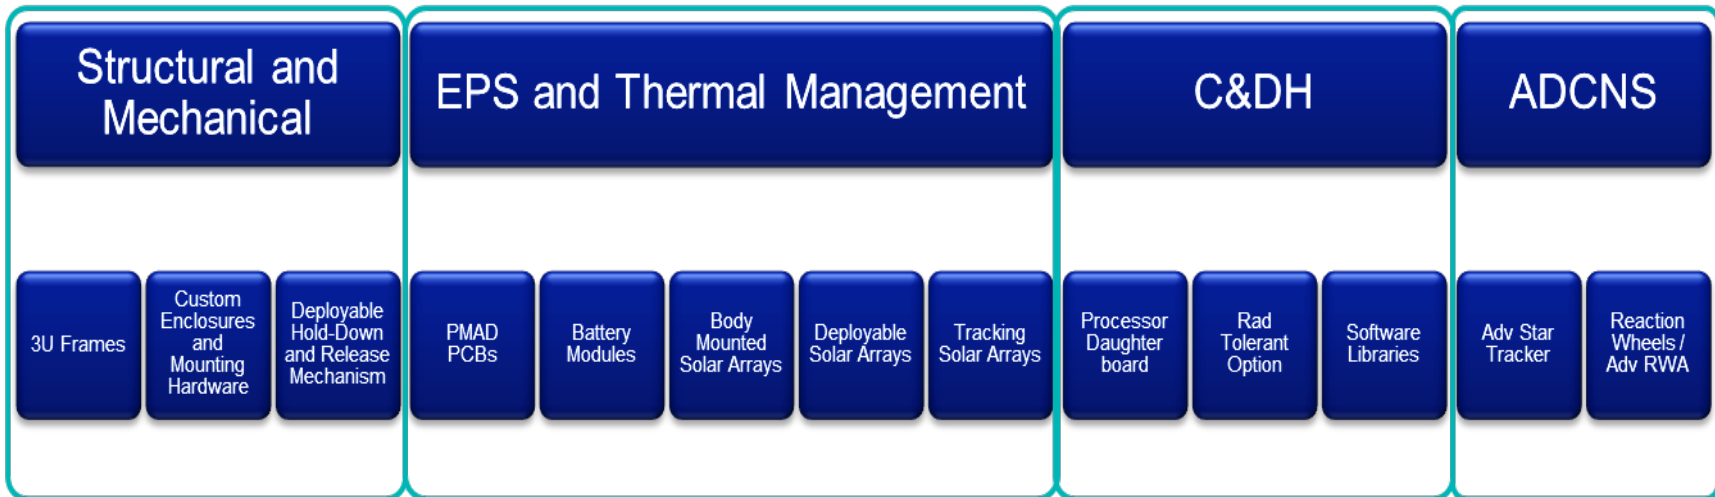 Structural and
Mechanical
EPS and Thermal Management
C&DH
ADCNS
3U Frames
Custom
Enclosures
and
Mounting
Hardware
Deployable
Hold-Down
and Release
Mechanism
PMAD
PCBs
Battery
Modules
Body
Mounted
Solar Arrays
Deployable
Solar Arrays
Tracking
Solar Arrays
Processor
Daughter
board
Rad
Tolerant
Option
Software
Libraries
Adv Star
Tracker
Reaction
Wheels /
Adv RWA